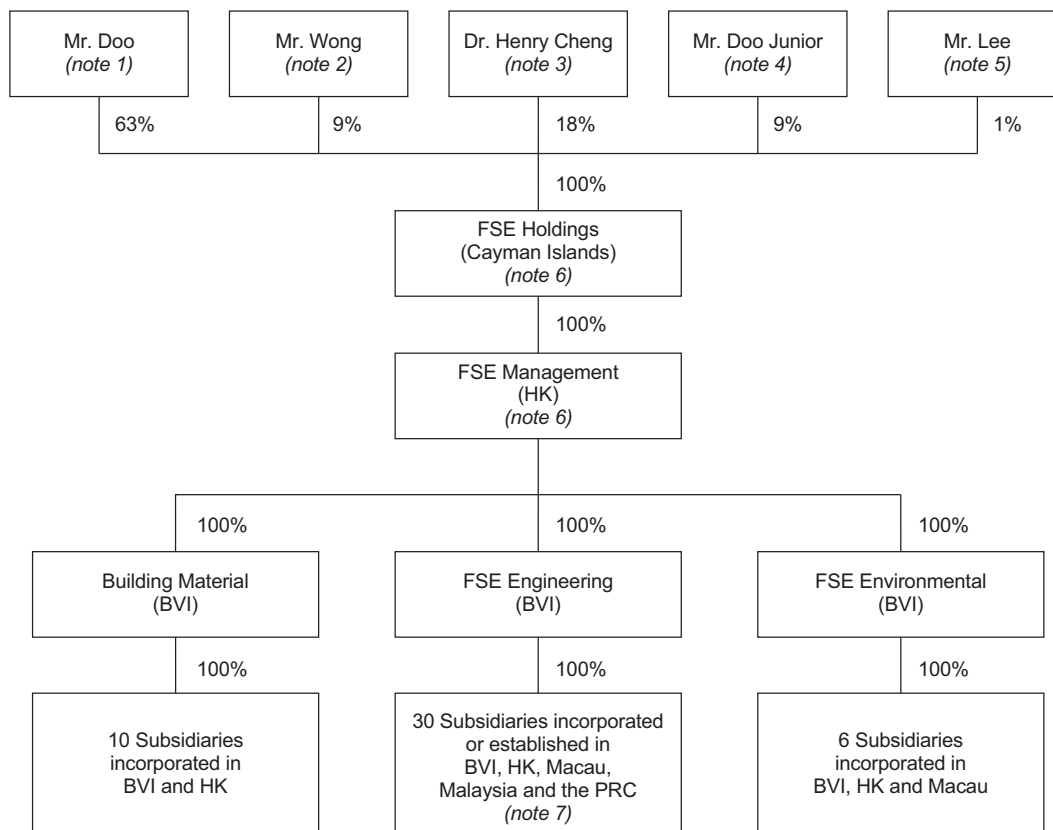 Mr. Doo
(note 1)
Mr. Wong
(note 2)
Dr. Henry Cheng
(note 3)
Mr. Doo Junior
(note 4)
Mr. Lee
(note 5)
63%
9%
18%
9%
1%
100%
FSE Holdings
(Cayman Islands)
(note 6)
100%
FSE Management
(HK)
(note 6)
100%
100%
100%
Building Material
(BVI)
FSE Engineering
(BVI)
FSE Environmental
(BVI)
100%
100%
100%
10 Subsidiaries
incorporated in
BVI and HK
30 Subsidiaries incorporated
or established in
BVI, HK, Macau,
Malaysia and the PRC
(note 7)
6 Subsidiaries
incorporated in
BVI, HK and Macau